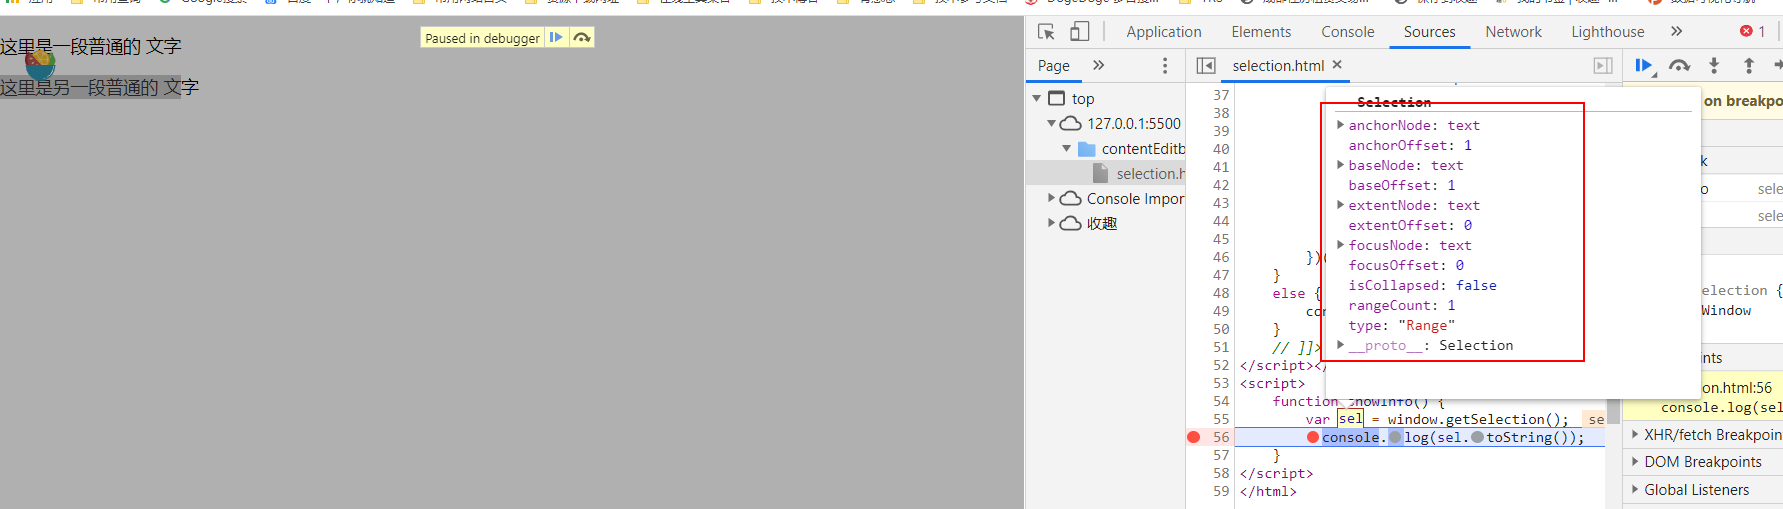 Paused in debugger
这里是一段普通的 文字
这里是另一段普通的 文字
Application Elements Console Sources Network Lighthouse » 1
Page » selection.html ×
top
127.0.0.1:5500
contentEditb
selection.h
Console Impor
收趣
37
38
39
40
41
42
43
44
45
46 })(
47 }
48 else {
49 con
50 }
51 // ]]>
52 </script></
53 <script>
54 function showInfo() {
55 var sel = window.getSelection(); se
56 console.log(sel.toString());
57 }
58 </script>
59 </html>
Selection
anchorNode: text
anchorOffset: 1
baseNode: text
baseOffset: 1
extentNode: text
extentOffset: 0
focusNode: text
focusOffset: 0
isCollapsed: false
rangeCount: 1
type: "Range"
__proto__: Selection
on breakpo
k
o sele
sele
election {
Window
nts
on.html:56
console.log(sel
XHR/fetch Breakpoin
DOM Breakpoints
Global Listeners